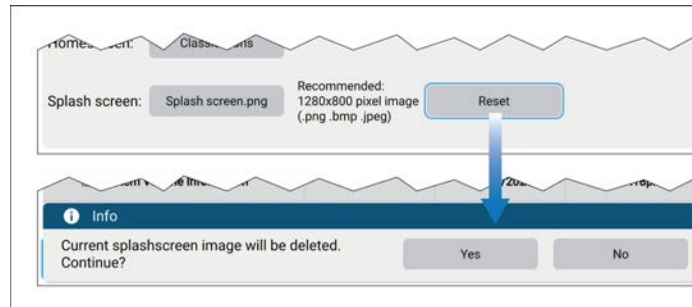 Splash screen:
Splash screen.png
Recommended:
1280x800 pixel image
(.png .bmp .jpeg)
Reset
Info
Current splashscreen image will be deleted.
Continue?
Yes
No